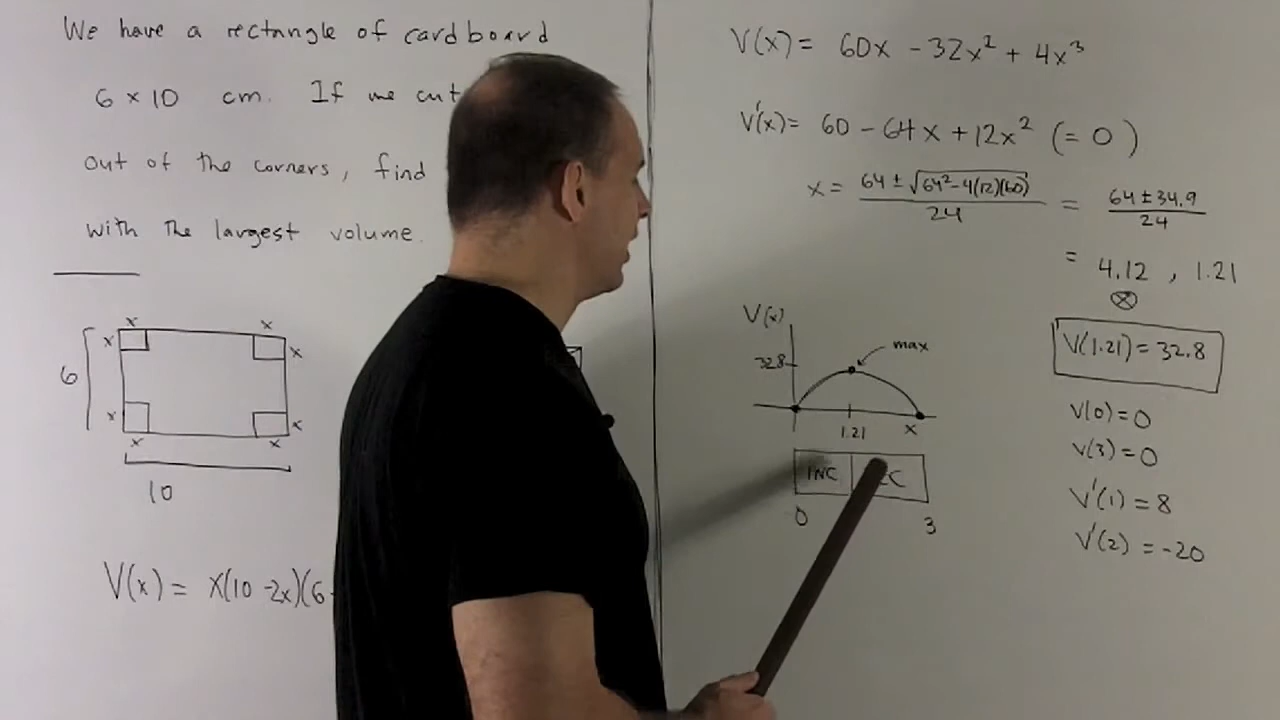 We have a rectangle of cardboard
6 x 10 cm. If we cut
out of the corners, find
with the largest volume.
x x
x x
6
x x
x x
10
V(x) = x(10 -2x)(6
V(x) = 60x - 32x² + 4x³
V'(x) = 60 - 64x + 12x² (= 0)
x = 64 ± √(64² - 4(12)(60)) / 24 = 64 ± 34.9 / 24
= 4.12 , 1.21
V(x)
32.8
max
1.21 x
INC
0 3
V(1.21) = 32.8
V(0) = 0
V(3) = 0
V'(1) = 8
V'(2) = -20